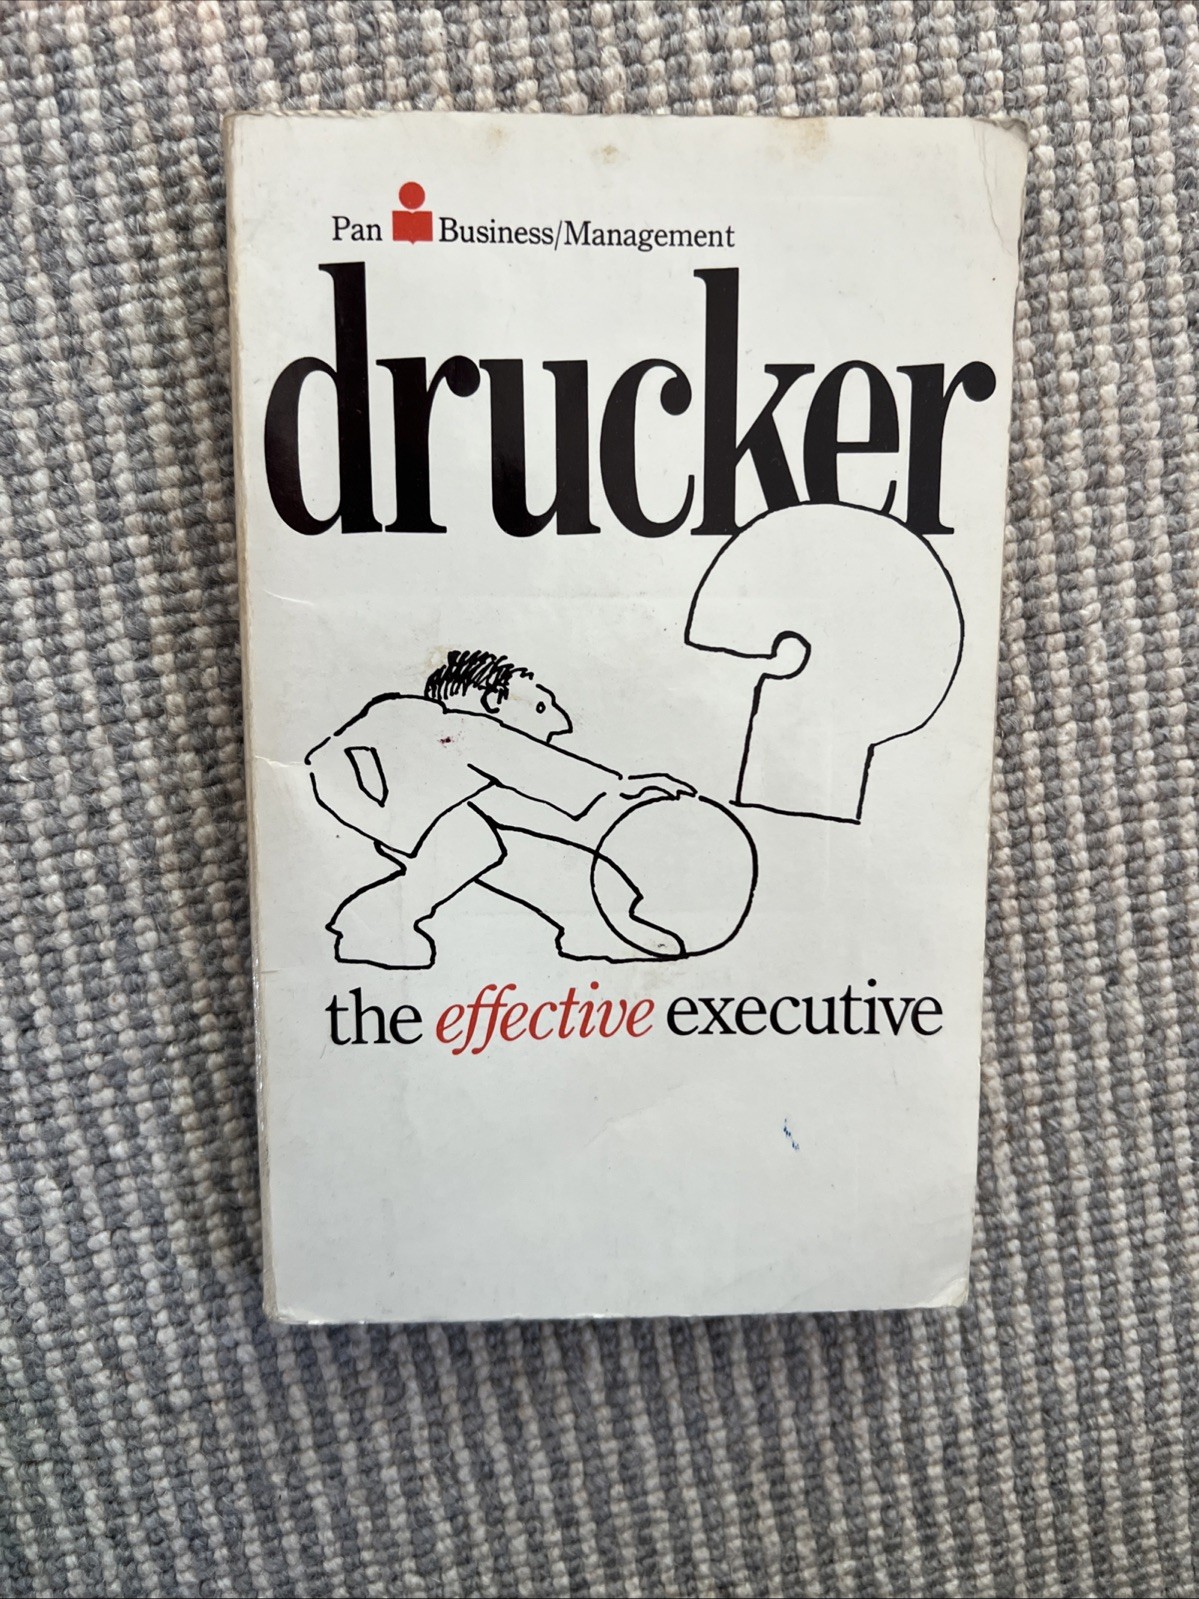 Pan Business/Management
drucker
the effective executive